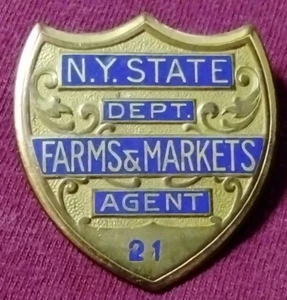 N.Y. STATE
DEPT.
FARMS & MARKETS
AGENT
21